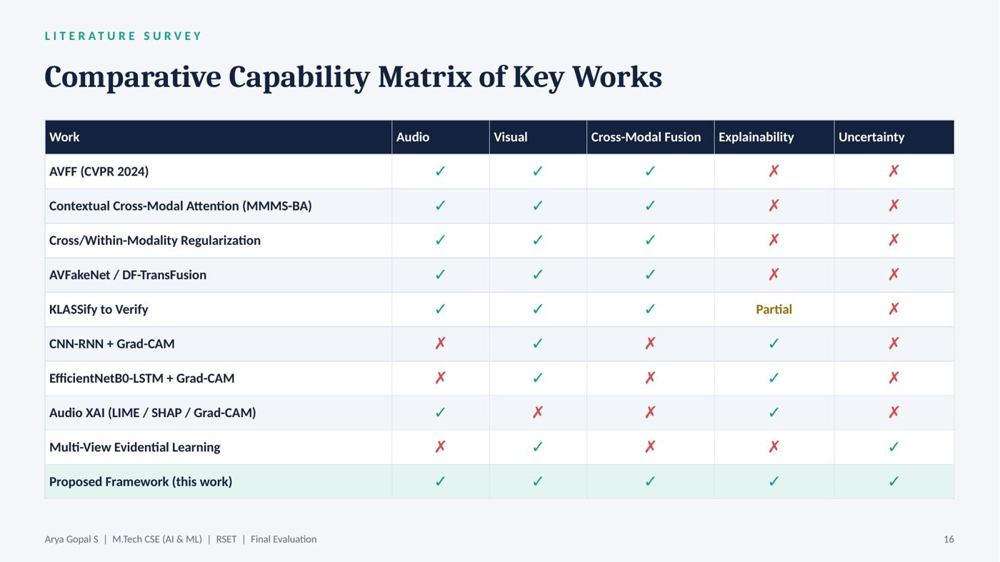 LITERATURE SURVEY
Comparative Capability Matrix of Key Works
Work Audio Visual Cross-Modal Fusion Explainability Uncertainty
AVFF (CVPR 2024) ✓ ✓ ✓ ✗ ✗
Contextual Cross-Modal Attention (MMMS-BA) ✓ ✓ ✓ ✗ ✗
Cross/Within-Modality Regularization ✓ ✓ ✓ ✗ ✗
AVFakeNet / DF-TransFusion ✓ ✓ ✓ ✗ ✗
KLASSify to Verify ✓ ✓ ✓ Partial ✗
CNN-RNN + Grad-CAM ✗ ✓ ✗ ✓ ✗
EfficientNetB0-LSTM + Grad-CAM ✗ ✓ ✗ ✓ ✗
Audio XAI (LIME / SHAP / Grad-CAM) ✓ ✗ ✗ ✓ ✗
Multi-View Evidential Learning ✗ ✓ ✗ ✗ ✓
Proposed Framework (this work) ✓ ✓ ✓ ✓ ✓
Arya Gopal S | M.Tech CSE (AI & ML) | RSET | Final Evaluation 16